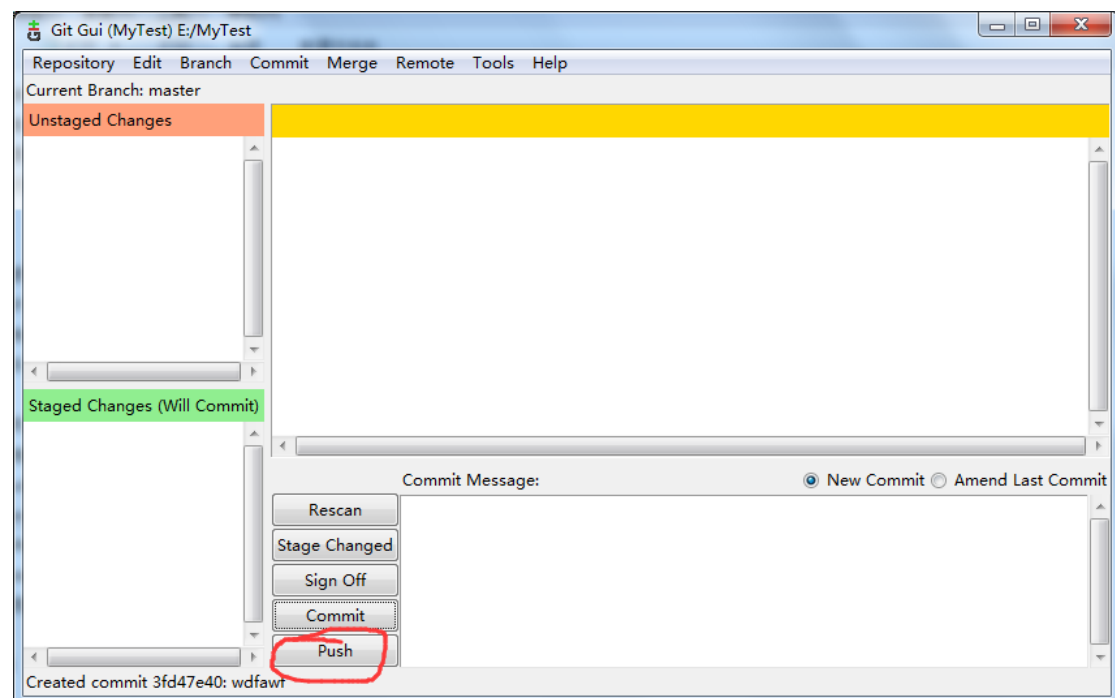 Git Gui (MyTest) E:/MyTest
Repository Edit Branch Commit Merge Remote Tools Help
Current Branch: master
Unstaged Changes
Staged Changes (Will Commit)
Commit Message:
New Commit Amend Last Commit
Rescan
Stage Changed
Sign Off
Commit
Push
Created commit 3fd47e40: wdfawf